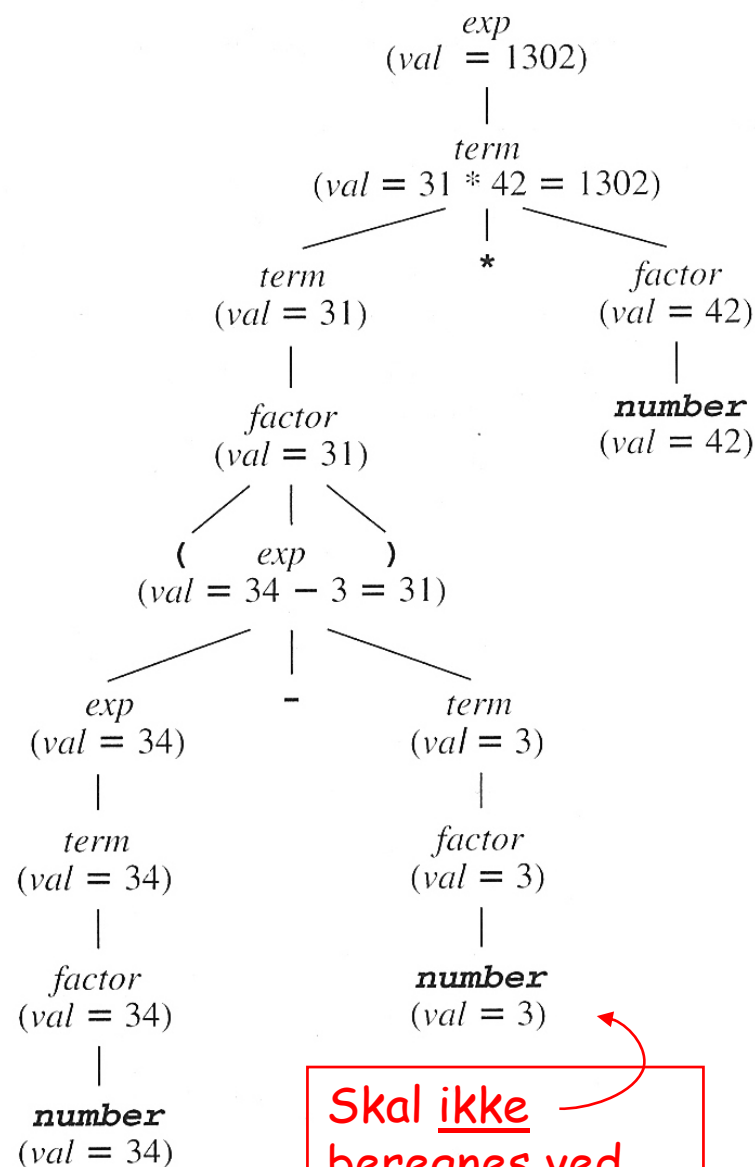 exp
(val = 1302)
term
(val = 31 * 42 = 1302)
term * factor
(val = 31) (val = 42)
factor number
(val = 31) (val = 42)
( exp )
(val = 34 − 3 = 31)
exp - term
(val = 34) (val = 3)
term factor
(val = 34) (val = 3)
factor number
(val = 34) (val = 3)
number
(val = 34)
Skal ikke
beregnes ved